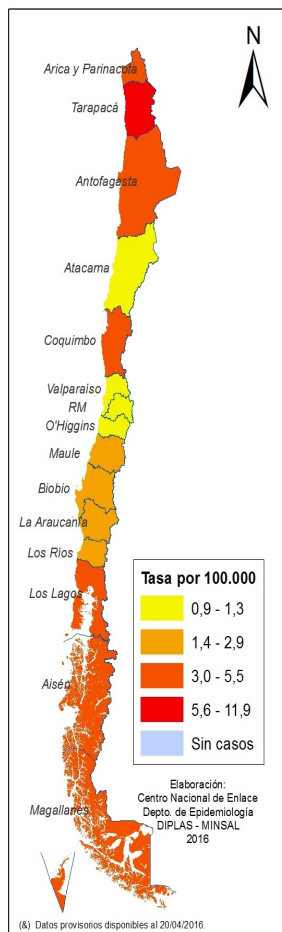 N
Arica y Parinacota
Tarapacá
Antofagasta
Atacama
Coquimbo
Valparaiso
RM
O'Higgins
Maule
Biobio
La Araucanía
Los Ríos
Los Lagos
Aisén
Magallanes
Tasa por 100.000
0,9 - 1,3
1,4 - 2,9
3,0 - 5,5
5,6 - 11,9
Sin casos
Elaboración:
Centro Nacional de Enlace
Depto. de Epidemiología
DIPLAS - MINSAL
2016
(&) Datos provisorios disponibles al 20/04/2016.